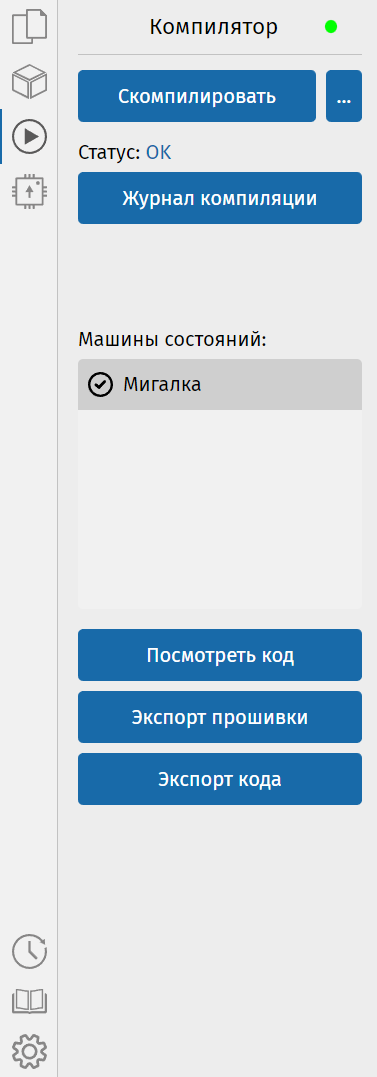 Компилятор
Скомпилировать
...
Статус: OK
Журнал компиляции
Машины состояний:
Мигалка
Посмотреть код
Экспорт прошивки
Экспорт кода